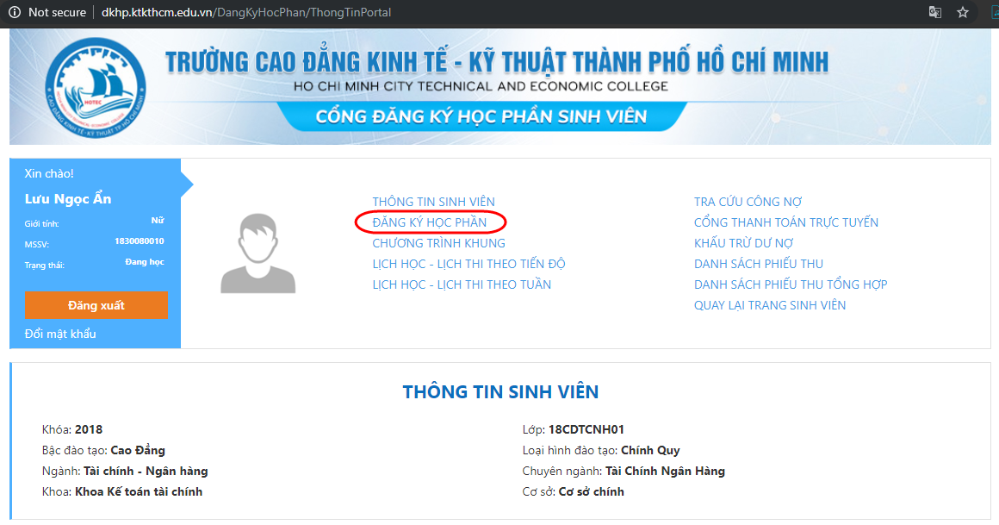 Not secure | dkhp.ktkthcm.edu.vn/DangKyHocPhan/ThongTinPortal
TRƯỜNG CAO ĐẲNG KINH TẾ - KỸ THUẬT THÀNH PHỐ HỒ CHÍ MINH
HO CHI MINH CITY TECHNICAL AND ECONOMIC COLLEGE
CỔNG ĐĂNG KÝ HỌC PHẦN SINH VIÊN
HOTEC
Xin chào!
Lưu Ngọc Ẩn
Giới tính: Nữ
MSSV: 1830080010
Trạng thái: Đang học
Đăng xuất
Đổi mật khẩu
THÔNG TIN SINH VIÊN
ĐĂNG KÝ HỌC PHẦN
CHƯƠNG TRÌNH KHUNG
LỊCH HỌC - LỊCH THI THEO TIẾN ĐỘ
LỊCH HỌC - LỊCH THI THEO TUẦN
TRA CỨU CÔNG NỢ
CỔNG THANH TOÁN TRỰC TUYẾN
KHẤU TRỪ DƯ NỢ
DANH SÁCH PHIẾU THU
DANH SÁCH PHIẾU THU TỔNG HỢP
QUAY LẠI TRANG SINH VIÊN
THÔNG TIN SINH VIÊN
Khóa: 2018
Bậc đào tạo: Cao Đẳng
Ngành: Tài chính - Ngân hàng
Khoa: Khoa Kế toán tài chính
Lớp: 18CDTCNH01
Loại hình đào tạo: Chính Quy
Chuyên ngành: Tài Chính Ngân Hàng
Cơ sở: Cơ sở chính